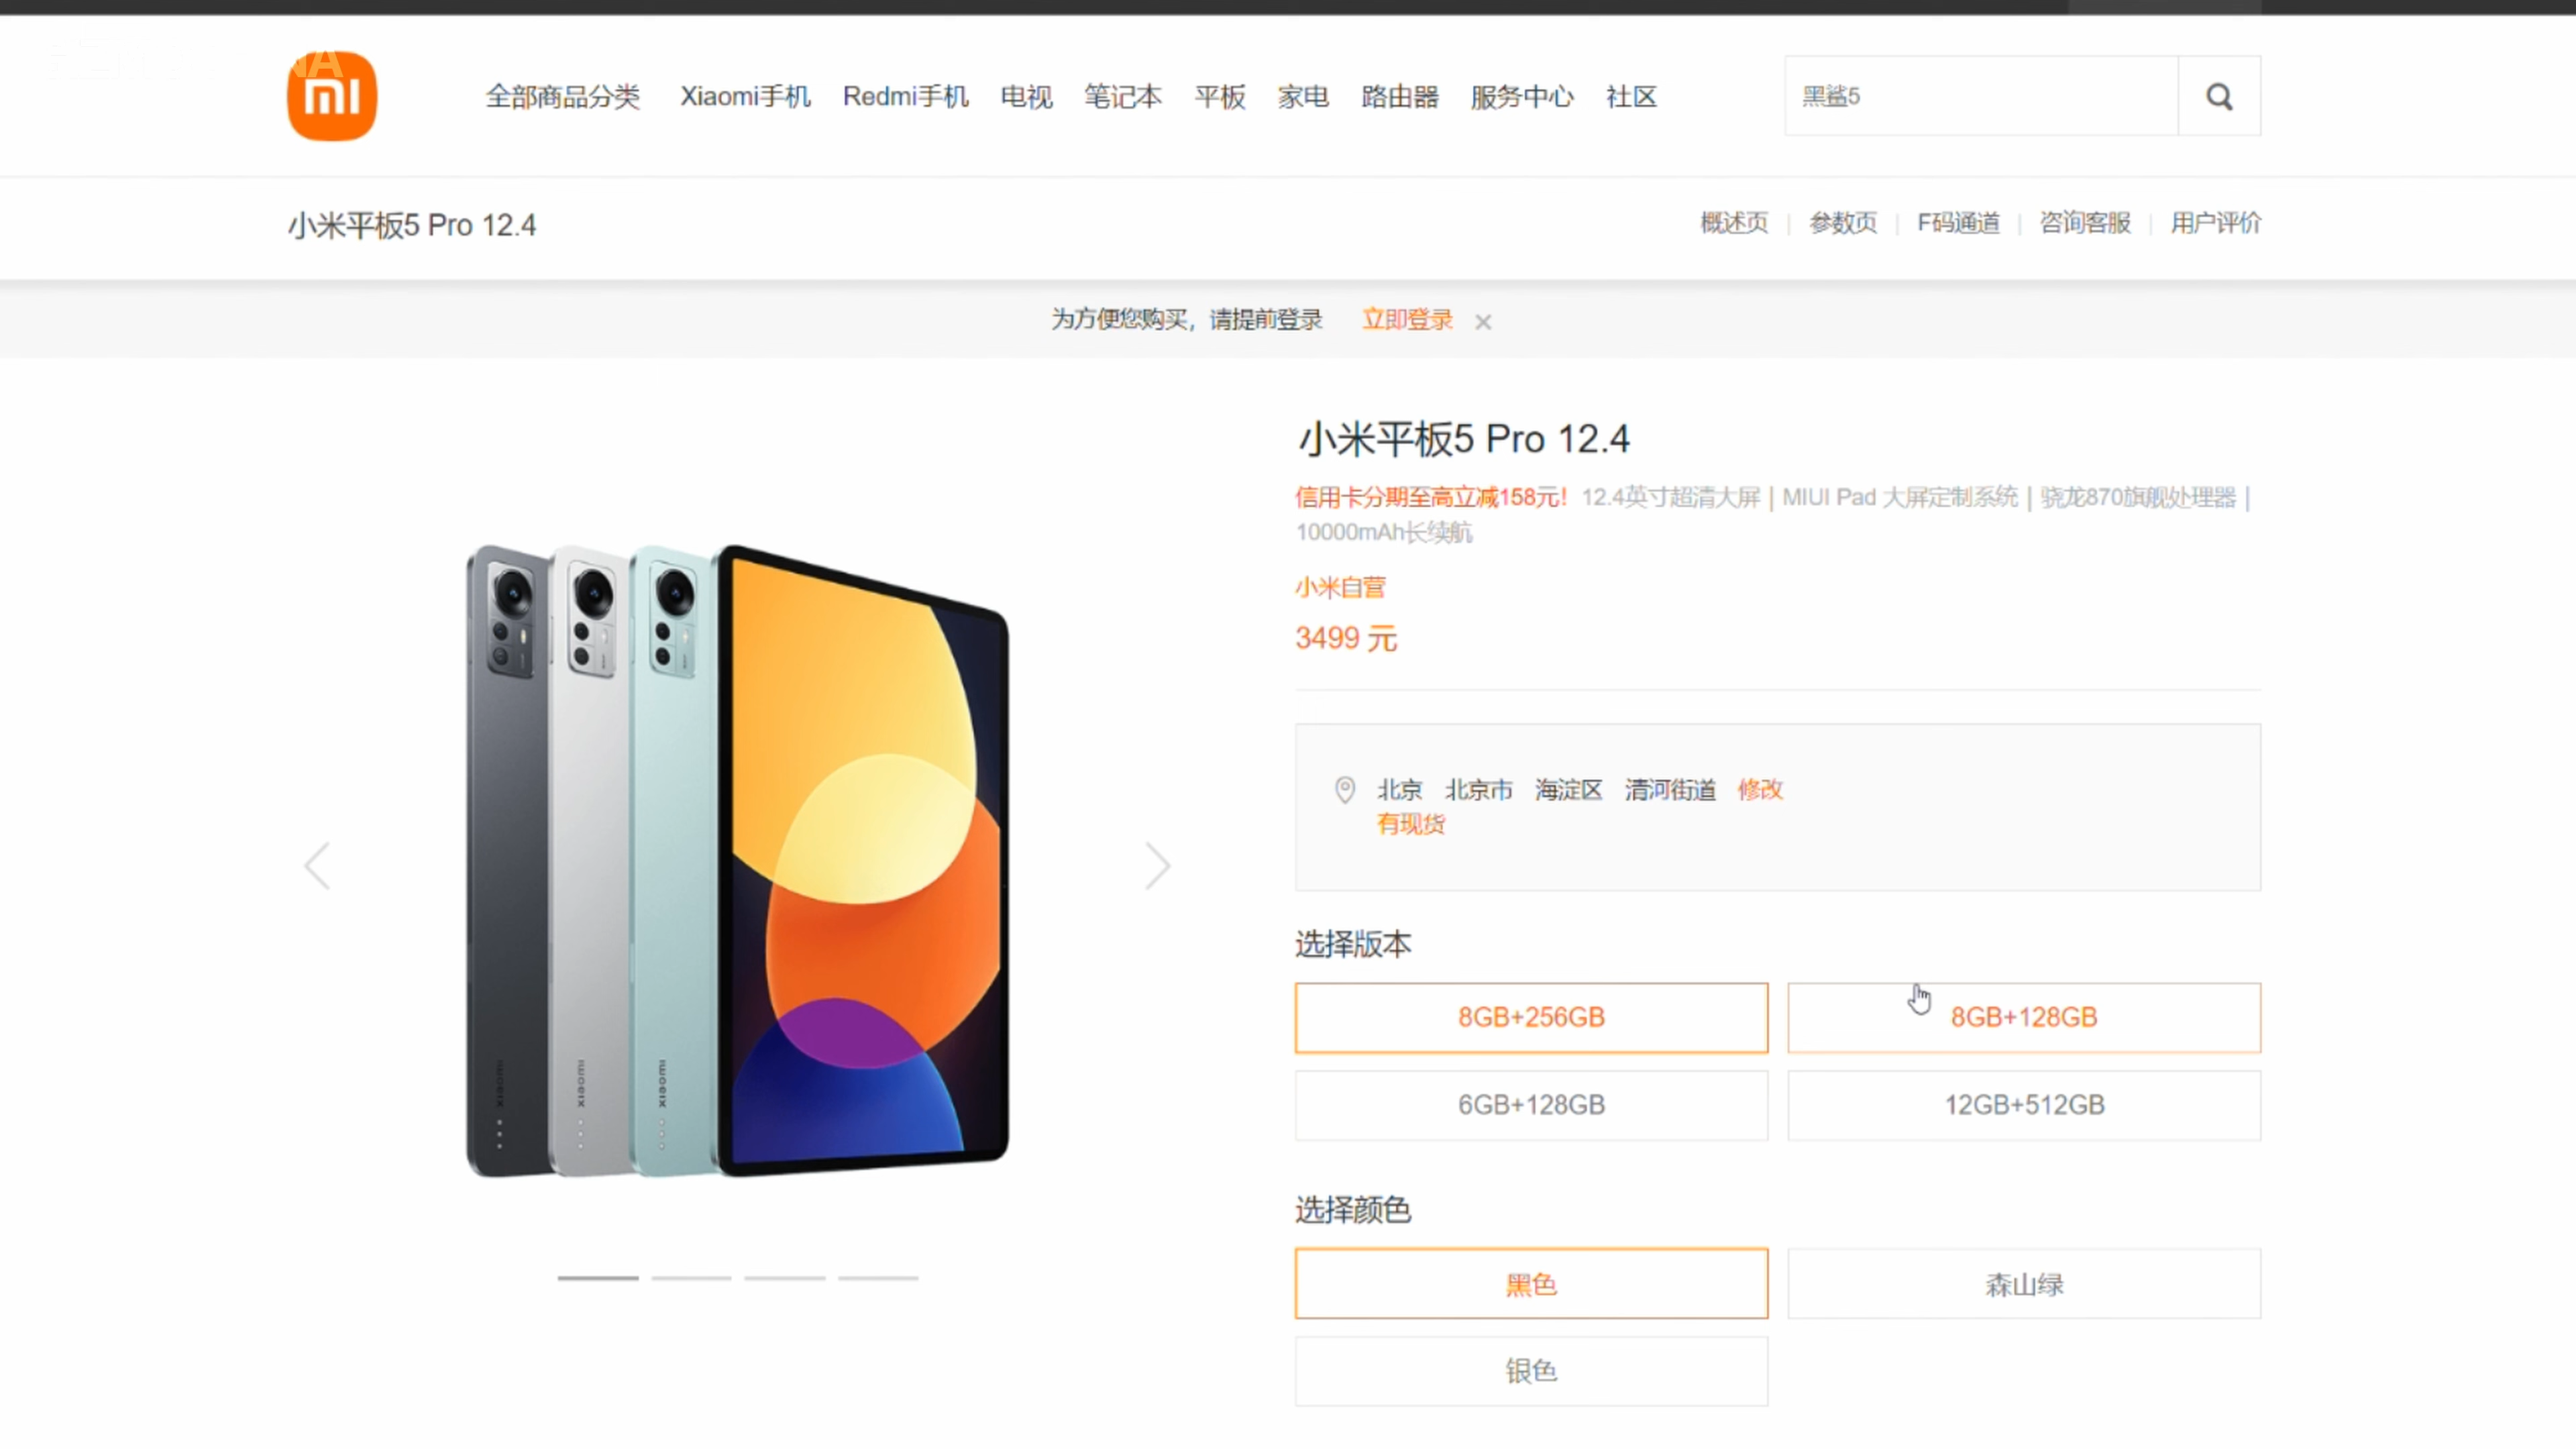 mi
全部商品分类 Xiaomi手机 Redmi手机 电视 笔记本 平板 家电 路由器 服务中心 社区
黑鲨5
小米平板5 Pro 12.4
概述页 | 参数页 | F码通道 | 咨询客服 | 用户评价
为方便您购买，请提前登录 立即登录 ×
小米平板5 Pro 12.4
信用卡分期至高立减158元! 12.4英寸超清大屏 | MIUI Pad 大屏定制系统 | 骁龙870旗舰处理器 |
10000mAh长续航
小米自营
3499 元
北京 北京市 海淀区 清河街道 修改
有现货
选择版本
8GB+256GB 8GB+128GB
6GB+128GB 12GB+512GB
xiaomi xiaomi xiaomi
选择颜色
黑色 森山绿
银色